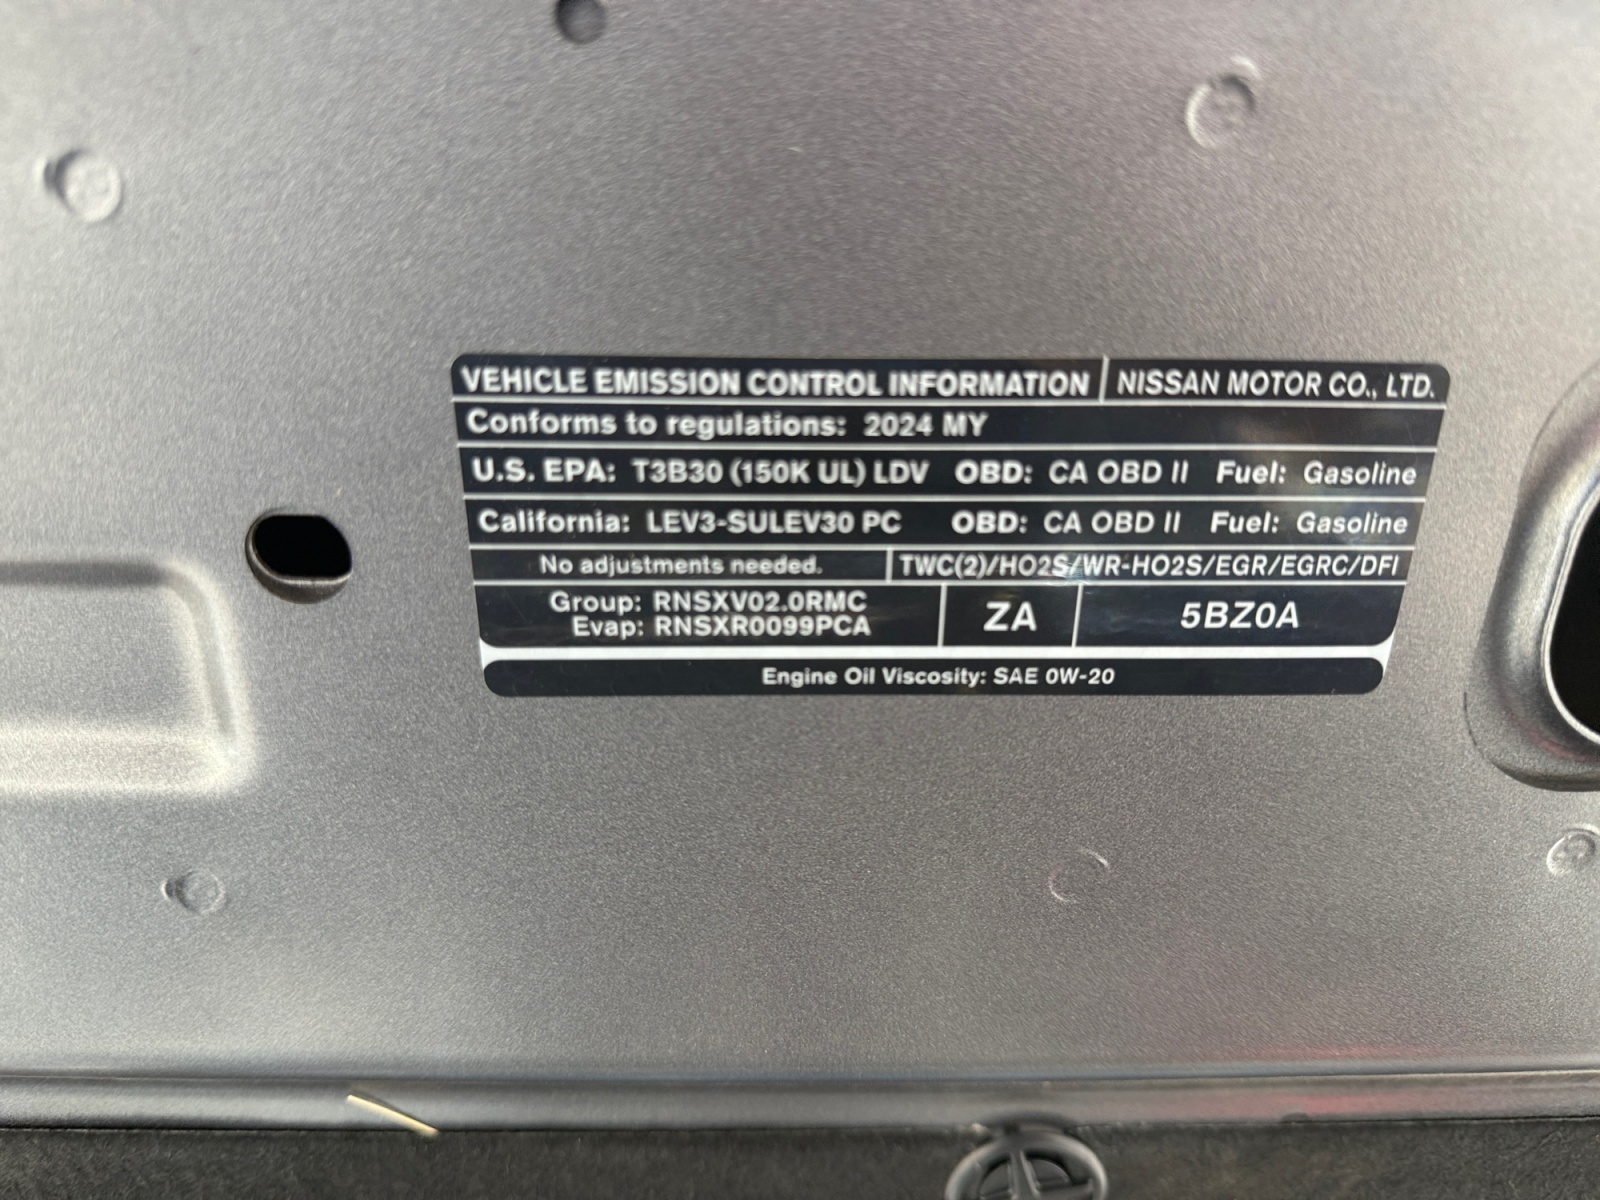 VEHICLE EMISSION CONTROL INFORMATION NISSAN MOTOR CO., LTD.
Conforms to regulations: 2024 MY
U.S. EPA: T3B30 (150K UL) LDV OBD: CA OBD II Fuel: Gasoline
California: LEV3-SULEV30 PC OBD: CA OBD II Fuel: Gasoline
No adjustments needed. TWC(2)/HO2S/WR-HO2S/EGR/EGRC/DFI
Group: RNSXV02.0RMC
Evap: RNSXR0099PCA
ZA
5BZ0A
Engine Oil Viscosity: SAE 0W-20